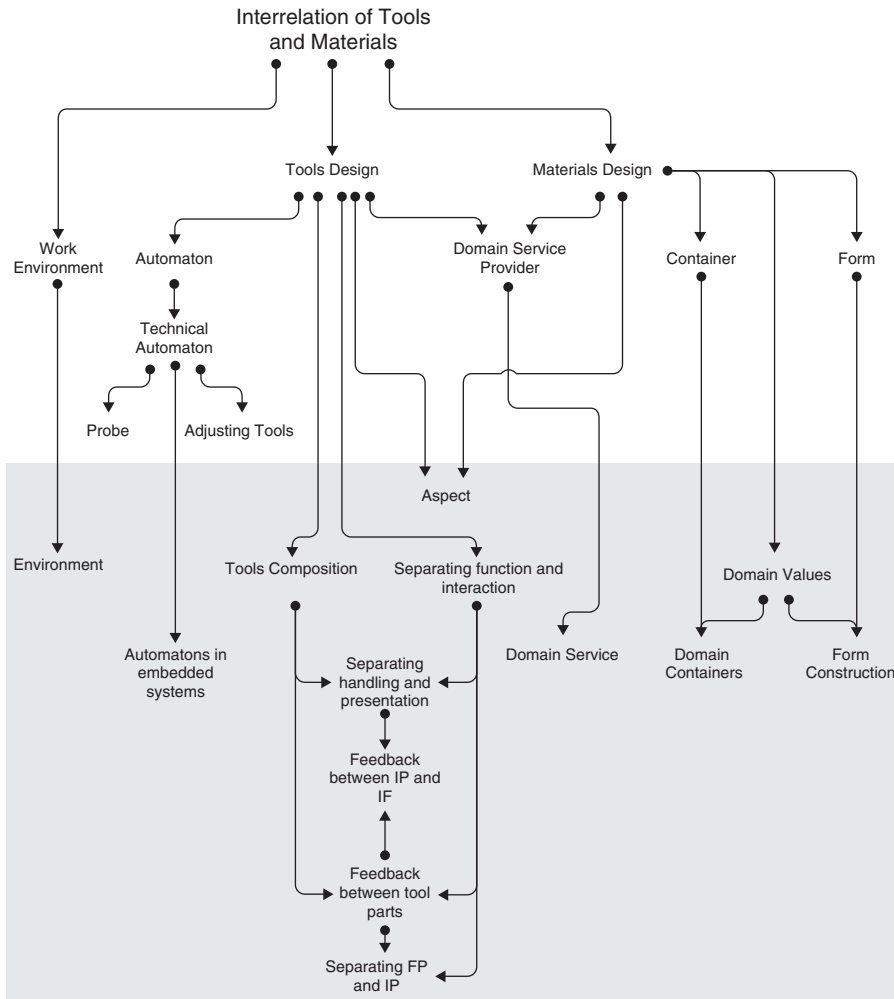 Interrelation of Tools
and Materials
Tools Design
Materials Design
Work
Environment
Automaton
Domain Service
Provider
Container
Form
Technical
Automaton
Probe
Adjusting Tools
Aspect
Environment
Tools Composition
Separating function and
interaction
Domain Values
Automatons in
embedded
systems
Separating
handling and
presentation
Domain Service
Domain
Containers
Form
Construction
Feedback
between IP and
IF
Feedback
between tool
parts
Separating FP
and IP